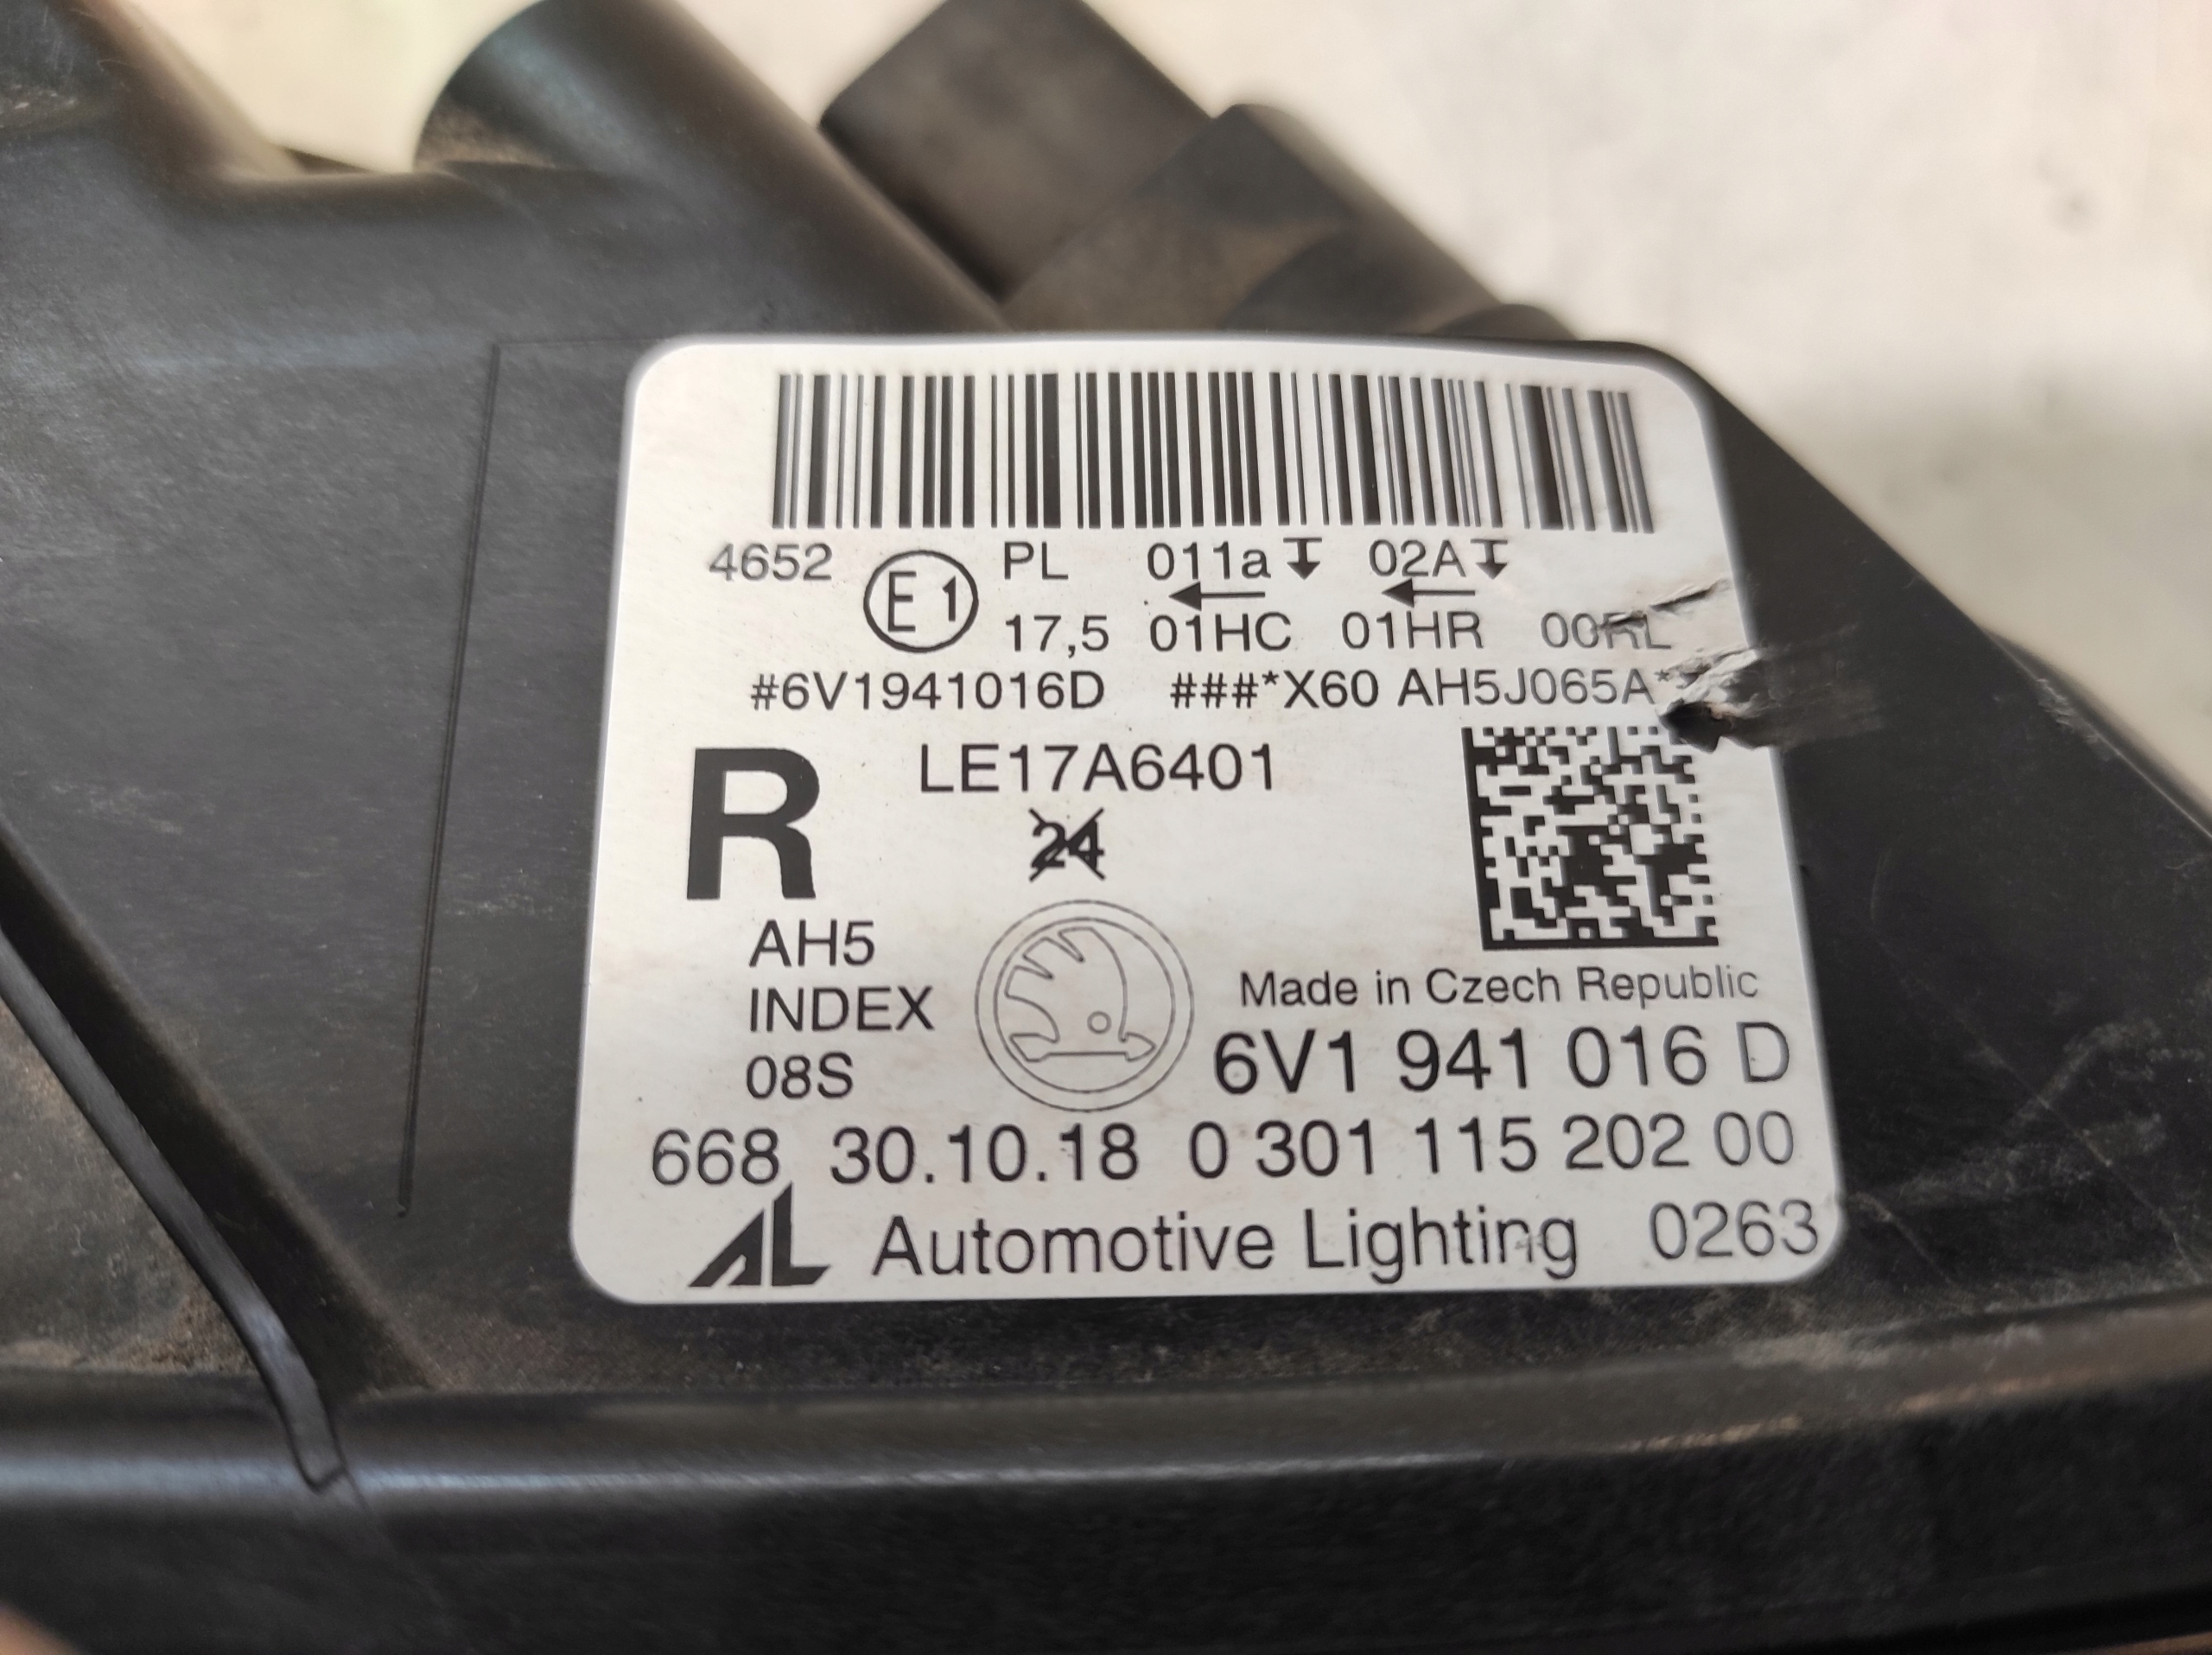 4652 E1 PL 011a 02A
17,5 01HC 01HR 00RL
#6V1941016D ###*X60 AH5J065A*
R LE17A6401
24
AH5
INDEX
08S
Made in Czech Republic
6V1 941 016 D
668 30.10.18 0 301 115 202 00
AL Automotive Lighting 0263